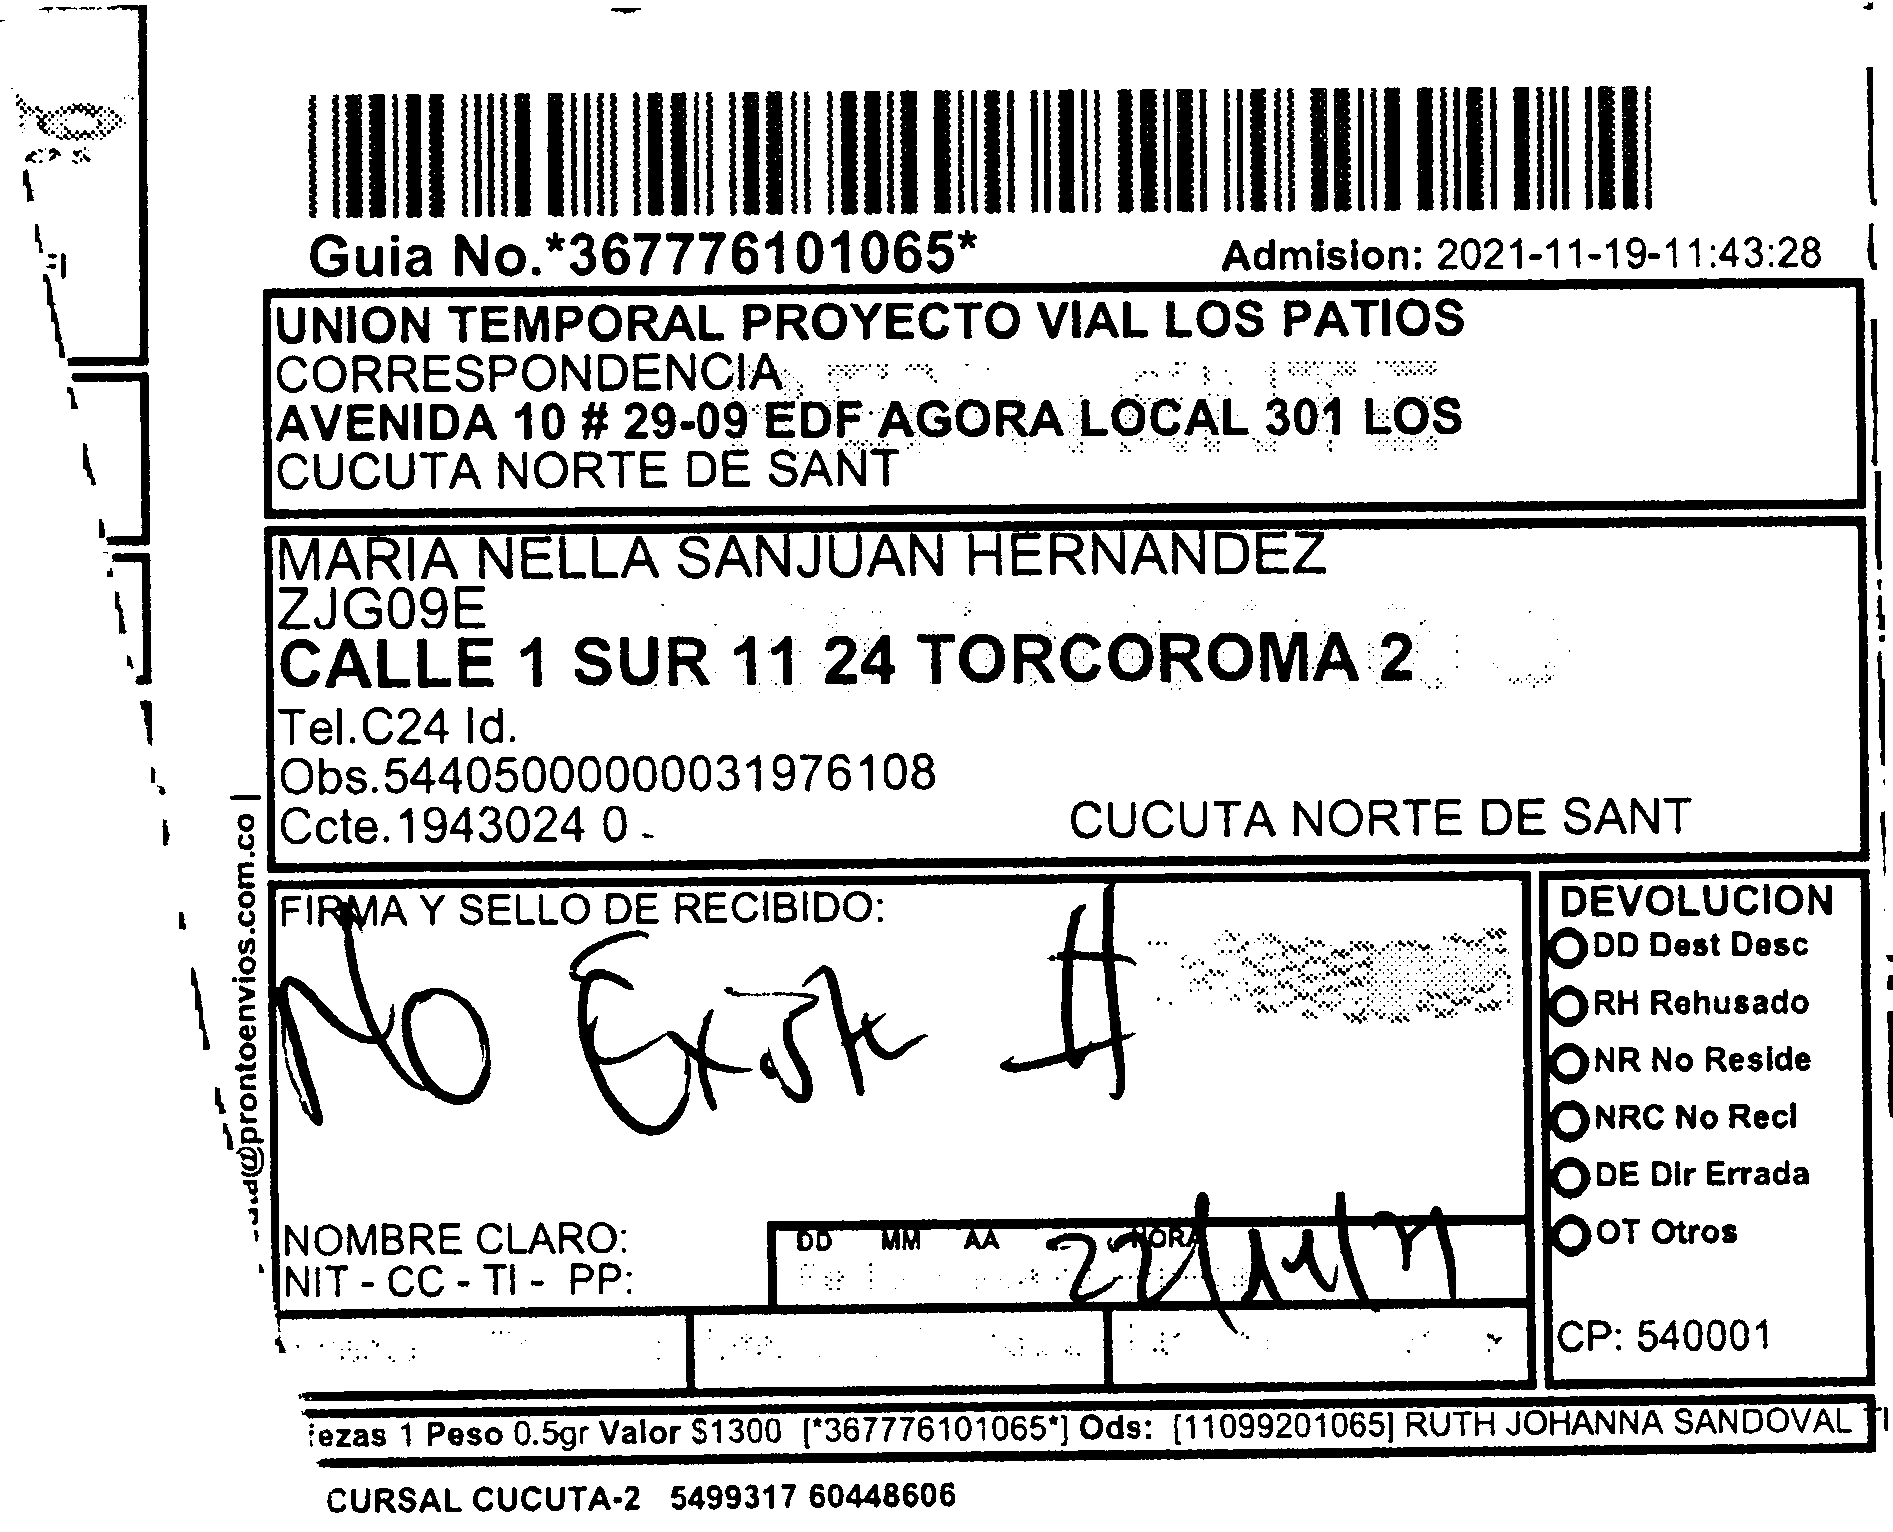 Guia No.*367776101065*
Admision: 2021-11-19-11:43:28
UNION TEMPORAL PROYECTO VIAL LOS PATIOS
CORRESPONDENCIA
AVENIDA 10 # 29-09 EDF AGORA LOCAL 301 LOS
CUCUTA NORTE DE SANT
MARIA NELLA SANJUAN HERNANDEZ
ZJG09E
CALLE 1 SUR 11 24 TORCOROMA 2
Tel.C24 Id.
Obs.544050000000031976108
Ccte.1943024 0 -
CUCUTA NORTE DE SANT
@prontoenvios.com.co |
FIRMA Y SELLO DE RECIBIDO:
No Existe #
NOMBRE CLARO:
NIT - CC - TI - PP:
DD MM AA HORA
22/11/21
DEVOLUCION
DD Dest Desc
RH Rehusado
NR No Reside
NRC No Recl
DE Dir Errada
OT Otros
CP: 540001
iezas 1 Peso 0.5gr Valor $1300 [*367776101065*] Ods: [11099201065] RUTH JOHANNA SANDOVAL
CURSAL CUCUTA-2 5499317 60448606